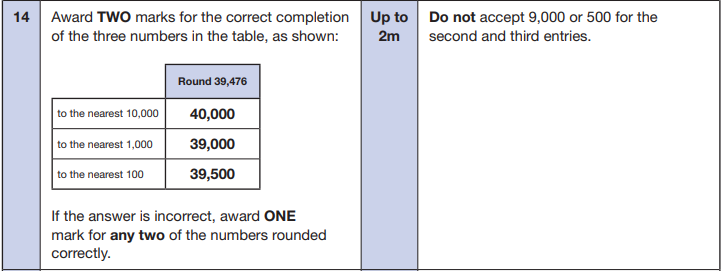 14
Award TWO marks for the correct completion
of the three numbers in the table, as shown:
Round 39,476
to the nearest 10,000 40,000
to the nearest 1,000 39,000
to the nearest 100 39,500
If the answer is incorrect, award ONE
mark for any two of the numbers rounded
correctly.
Up to
2m
Do not accept 9,000 or 500 for the
second and third entries.